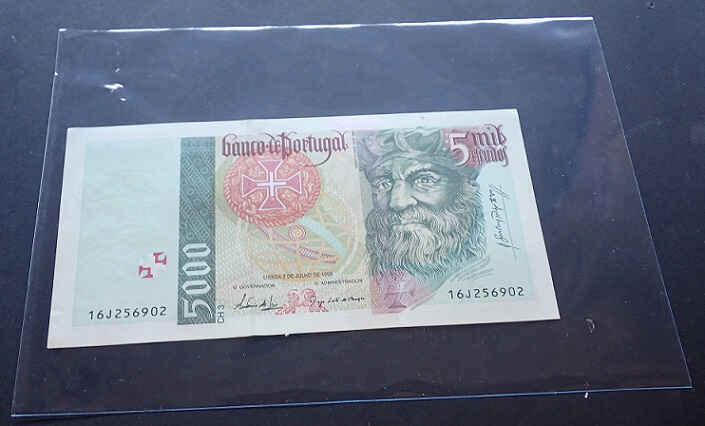 Banco de Portugal
5 mil
escudos
5000
CH 3
O GOVERNADOR
O ADMINISTRADOR
16J256902
16J256902